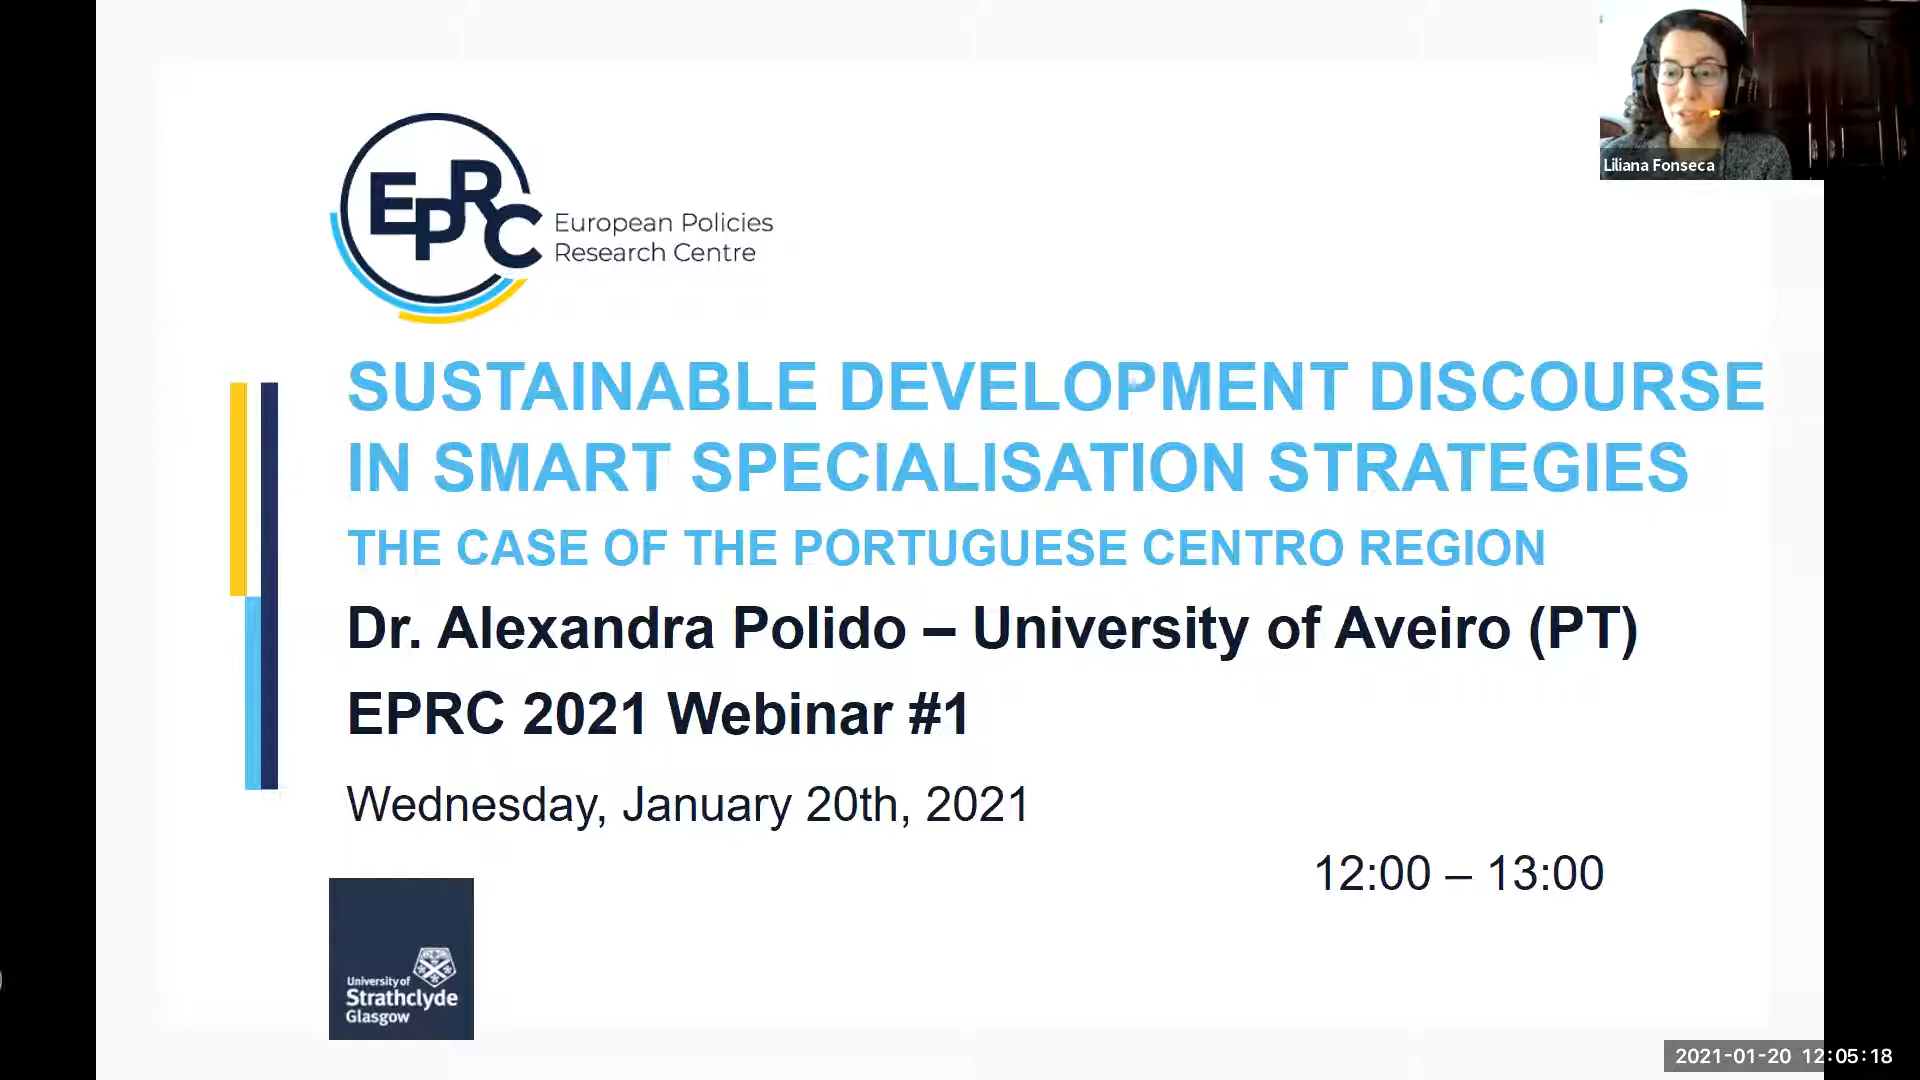 Liliana Fonseca
EPRC
European Policies
Research Centre
SUSTAINABLE DEVELOPMENT DISCOURSE
IN SMART SPECIALISATION STRATEGIES
THE CASE OF THE PORTUGUESE CENTRO REGION
Dr. Alexandra Polido – University of Aveiro (PT)
EPRC 2021 Webinar #1
Wednesday, January 20th, 2021
12:00 – 13:00
University of
Strathclyde
Glasgow
2021-01-20 12:05:18